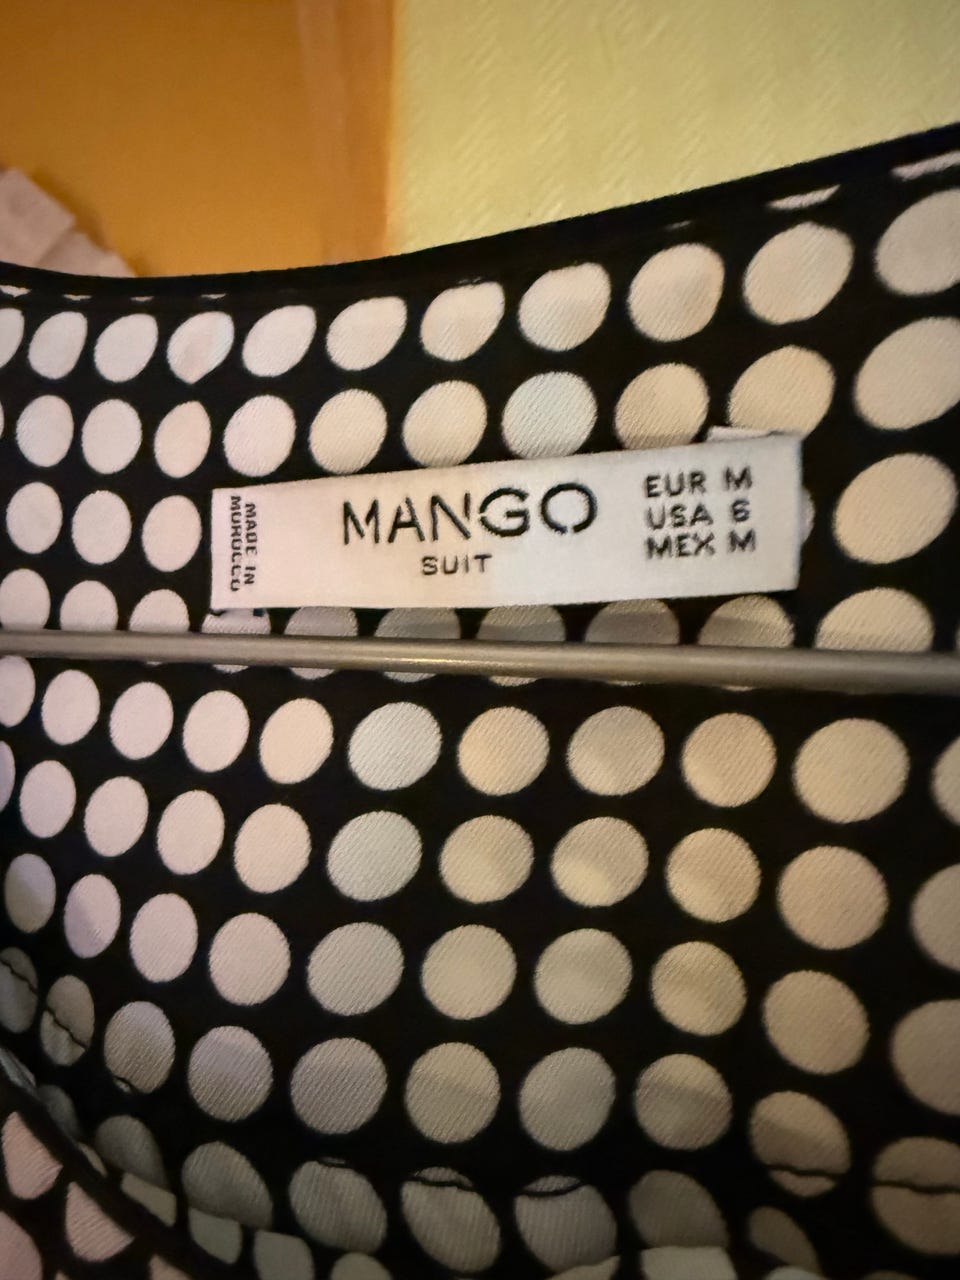 MADE IN
MOROCCO
MANGO
SUIT
EUR M
USA 6
MEX M